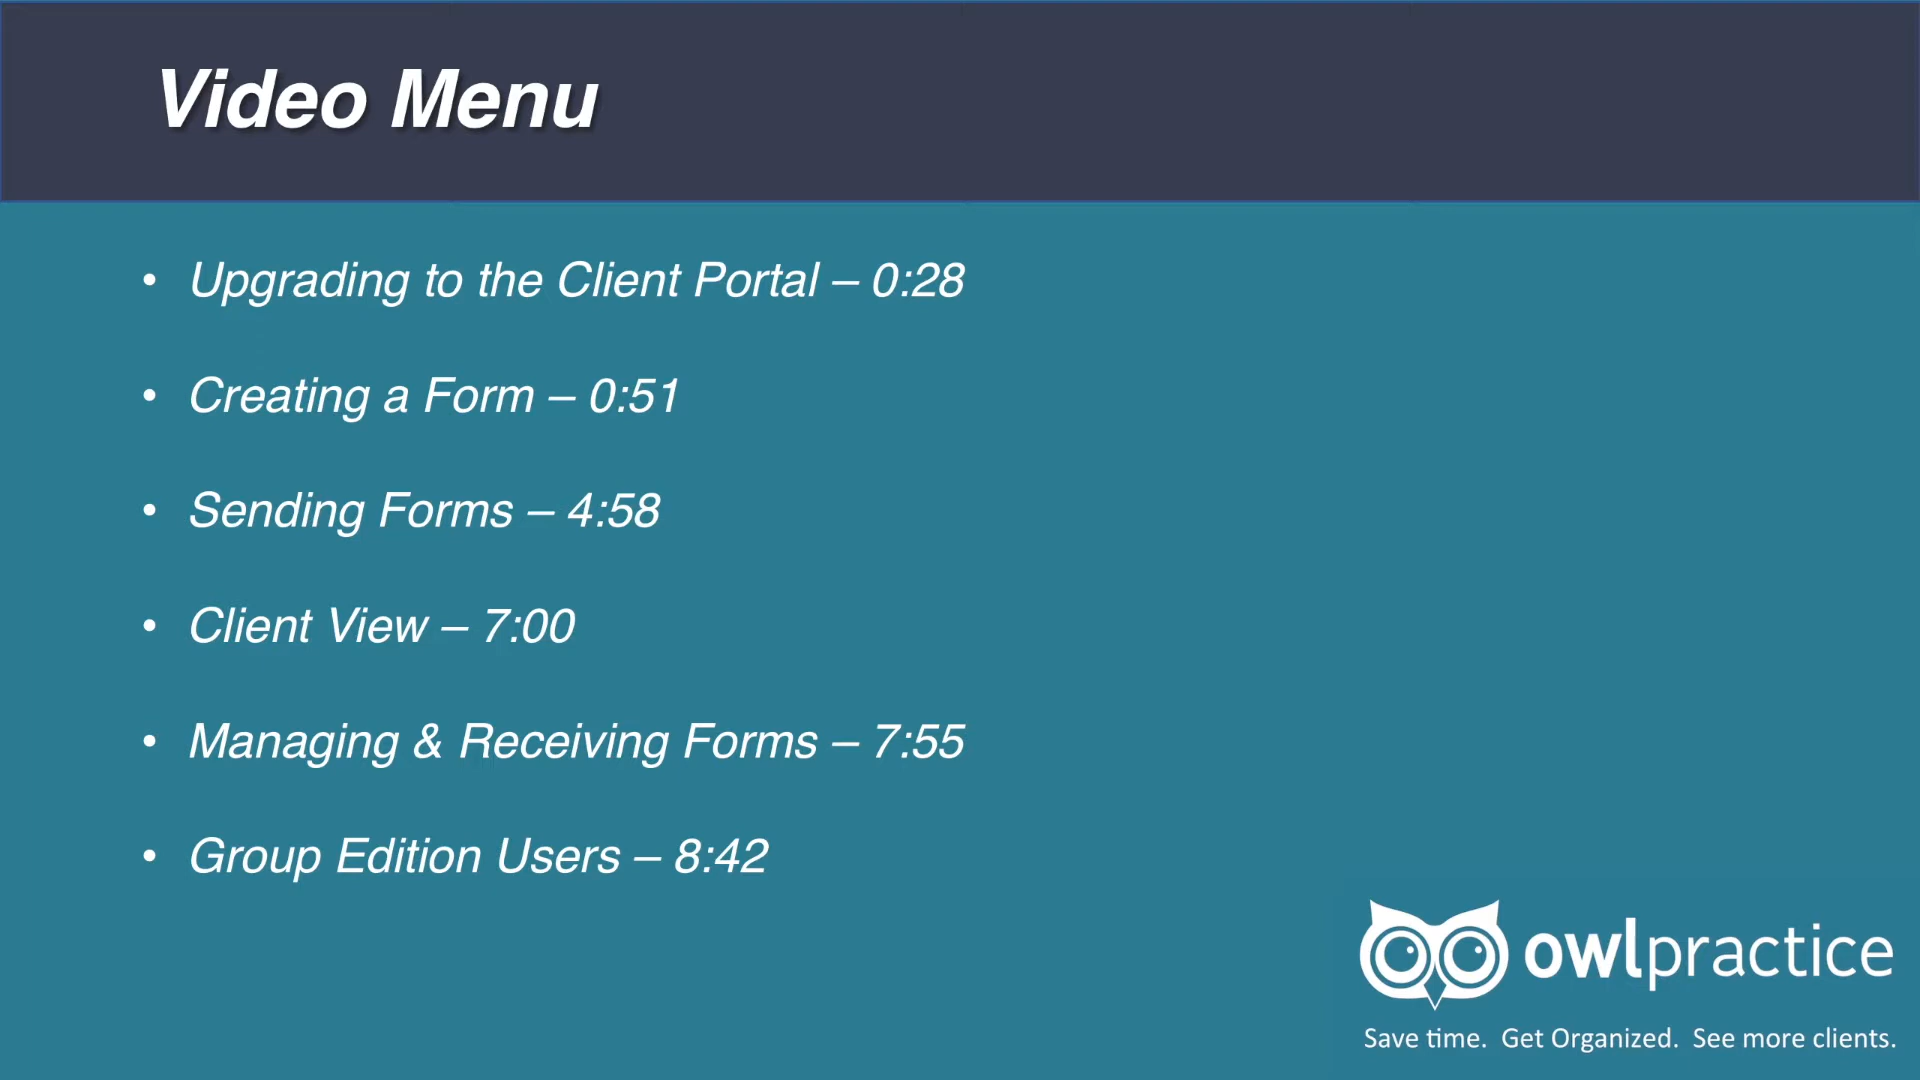 Video Menu
• Upgrading to the Client Portal – 0:28
• Creating a Form – 0:51
• Sending Forms – 4:58
• Client View – 7:00
• Managing & Receiving Forms – 7:55
• Group Edition Users – 8:42
owlpractice
Save time. Get Organized. See more clients.